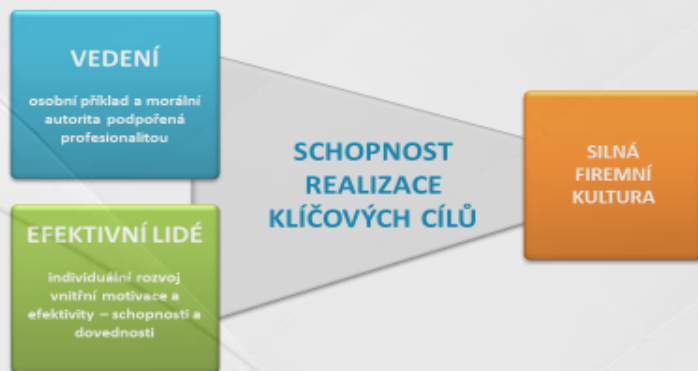 VEDENÍ
osobní příklad a morální
autorita podpořená
profesionalitou
EFEKTIVNÍ LIDÉ
individuální rozvoj
vnitřní motivace a
efektivity – schopnosti a
dovednosti
SCHOPNOST
REALIZACE
KLÍČOVÝCH CÍLŮ
SILNÁ
FIREMNÍ
KULTURA